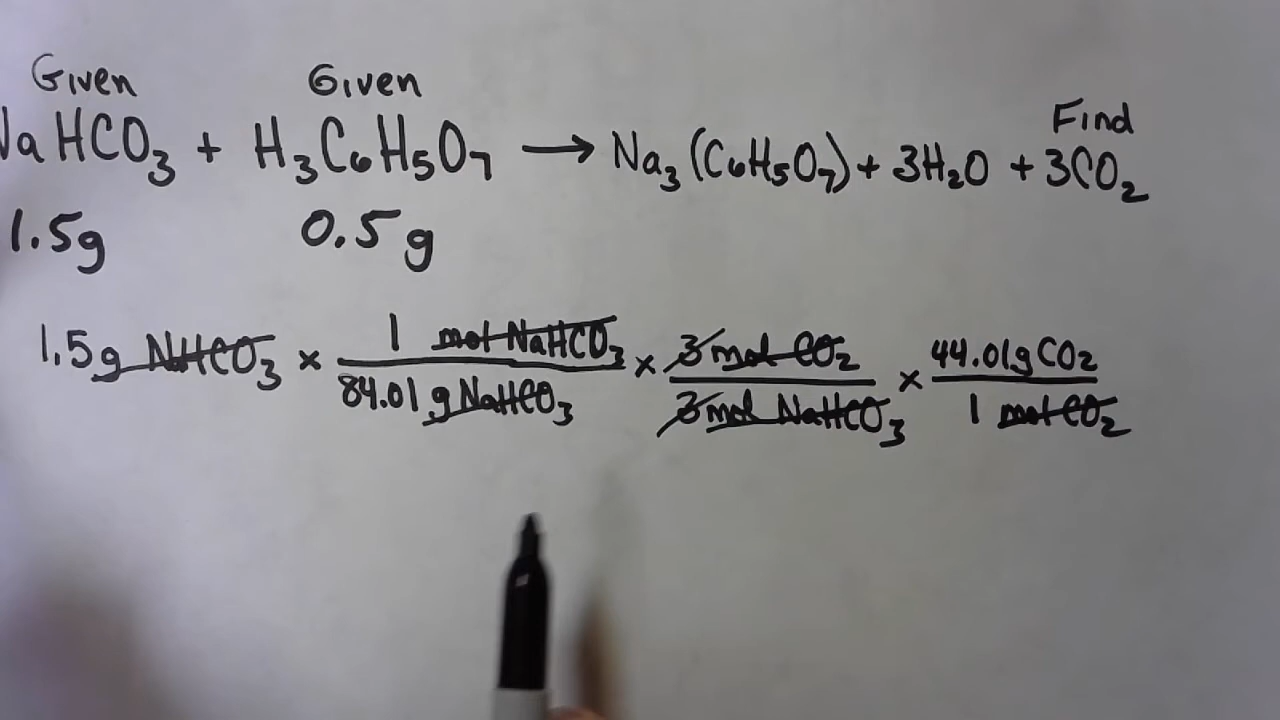 Given Given Find
NaHCO₃ + H₃C₆H₅O₇ → Na₃(C₆H₅O₇) + 3H₂O + 3CO₂
1.5g 0.5g
1.5g NHCO₃ × 1 mol NaHCO₃ / 84.01 g NaHCO₃ × 3 mol CO₂ / 3 mol NaHCO₃ × 44.01g CO₂ / 1 mol CO₂